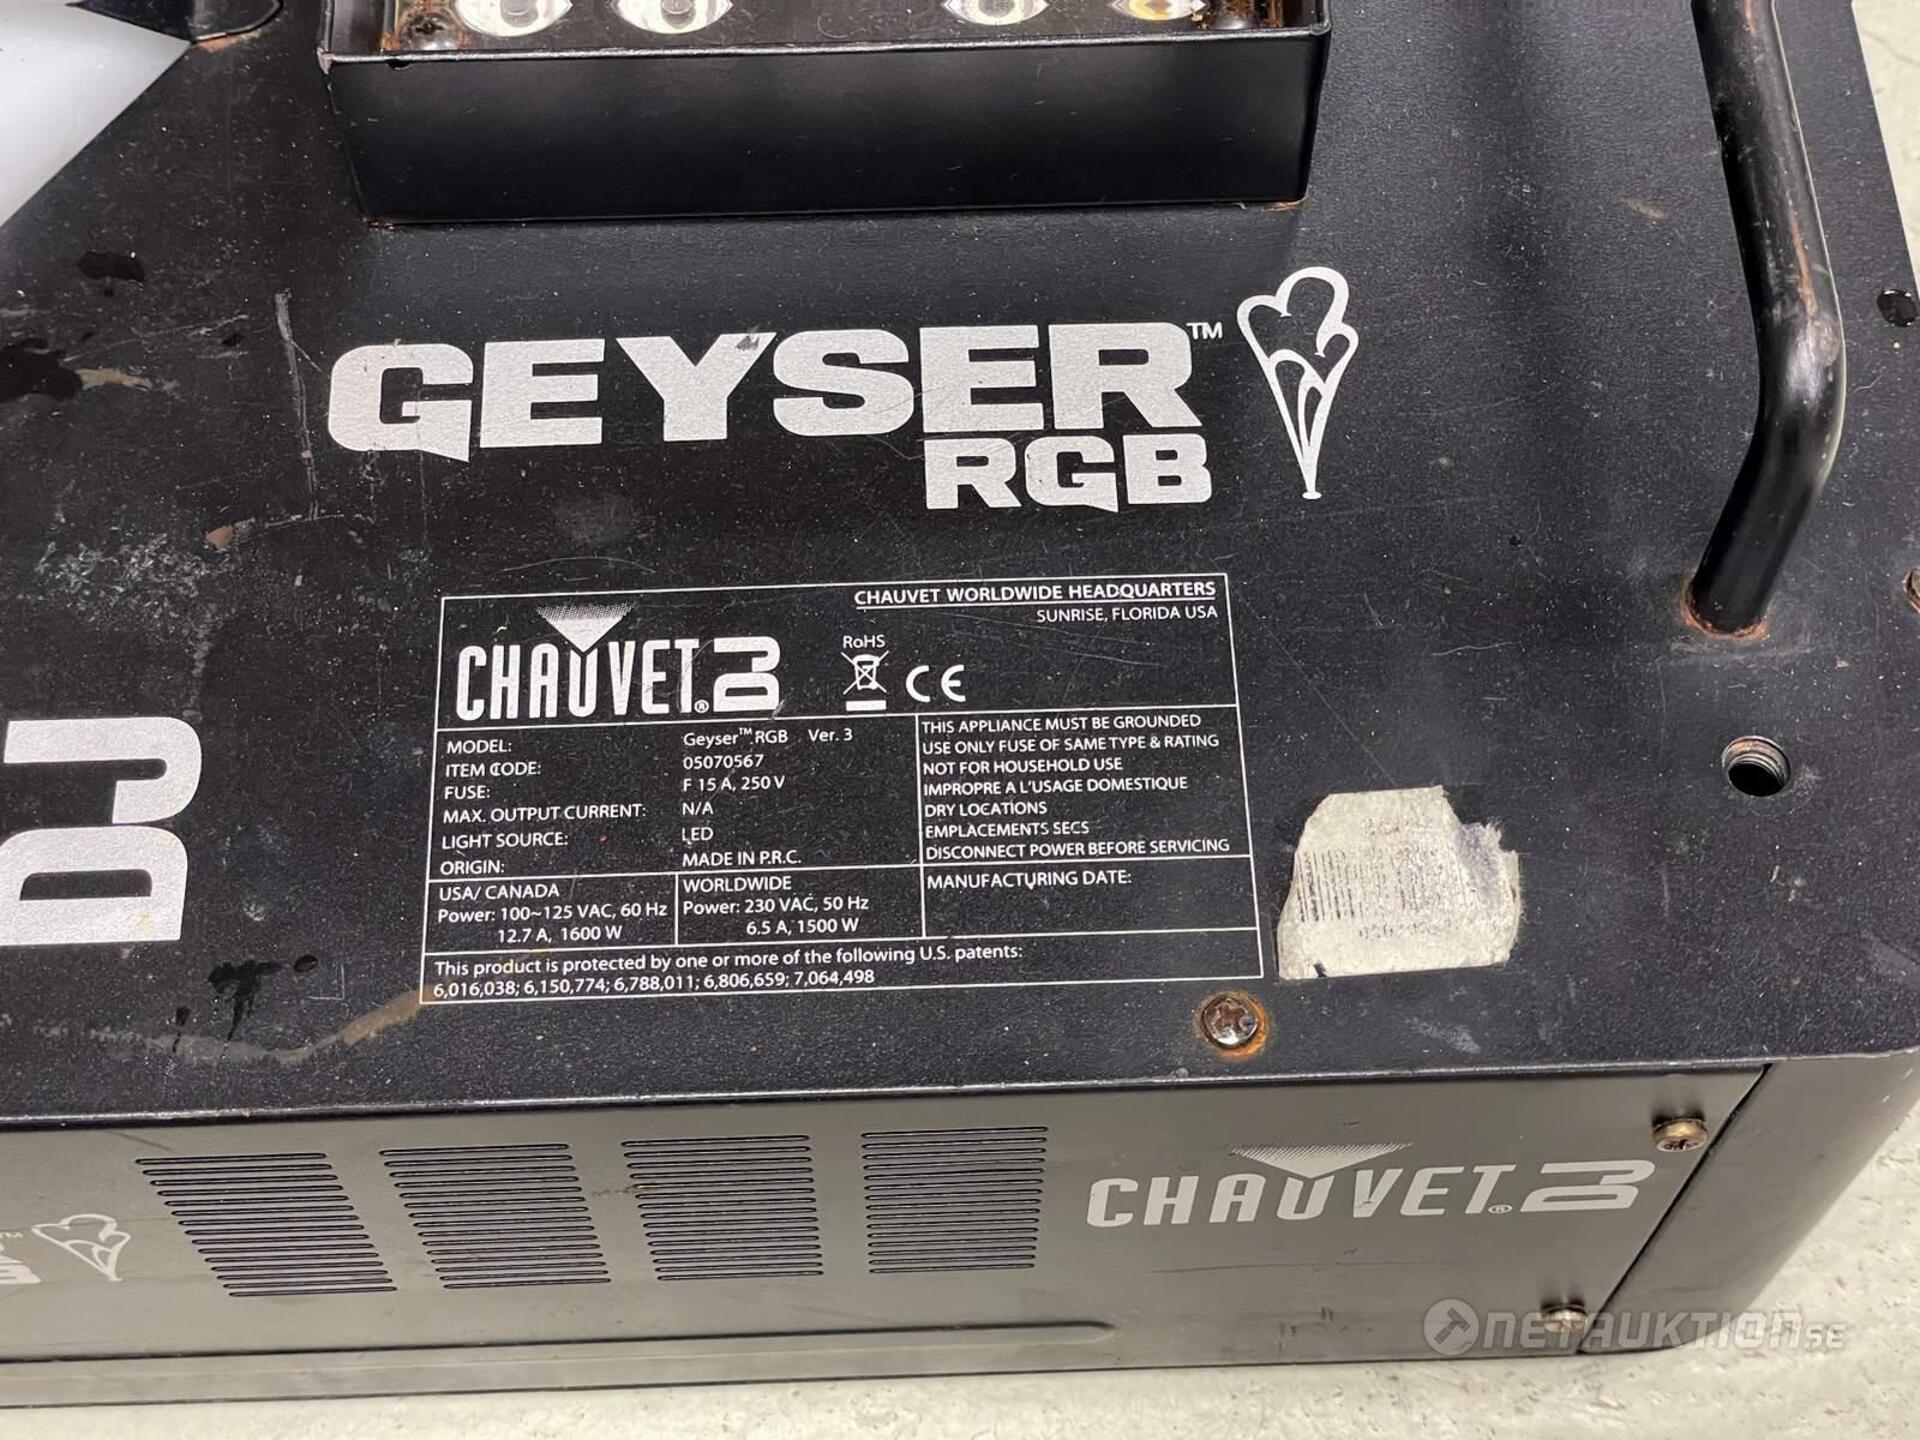 GEYSER™
RGB
CHAUVET WORLDWIDE HEADQUARTERS
SUNRISE, FLORIDA USA
CHAUVET® DJ
RoHS
CE
MODEL: Geyser™ RGB Ver. 3
ITEM CODE: 05070567
FUSE: F 15 A, 250 V
MAX. OUTPUT CURRENT: N/A
LIGHT SOURCE: LED
ORIGIN: MADE IN P.R.C.
THIS APPLIANCE MUST BE GROUNDED
USE ONLY FUSE OF SAME TYPE & RATING
NOT FOR HOUSEHOLD USE
IMPROPRE A L'USAGE DOMESTIQUE
DRY LOCATIONS
EMPLACEMENTS SECS
DISCONNECT POWER BEFORE SERVICING
USA/ CANADA
Power: 100~125 VAC, 60 Hz
12.7 A, 1600 W
WORLDWIDE
Power: 230 VAC, 50 Hz
6.5 A, 1500 W
MANUFACTURING DATE:
This product is protected by one or more of the following U.S. patents:
6,016,038; 6,150,774; 6,788,011; 6,806,659; 7,064,498
DJ
CHAUVET® DJ
NETAUKTION.SE